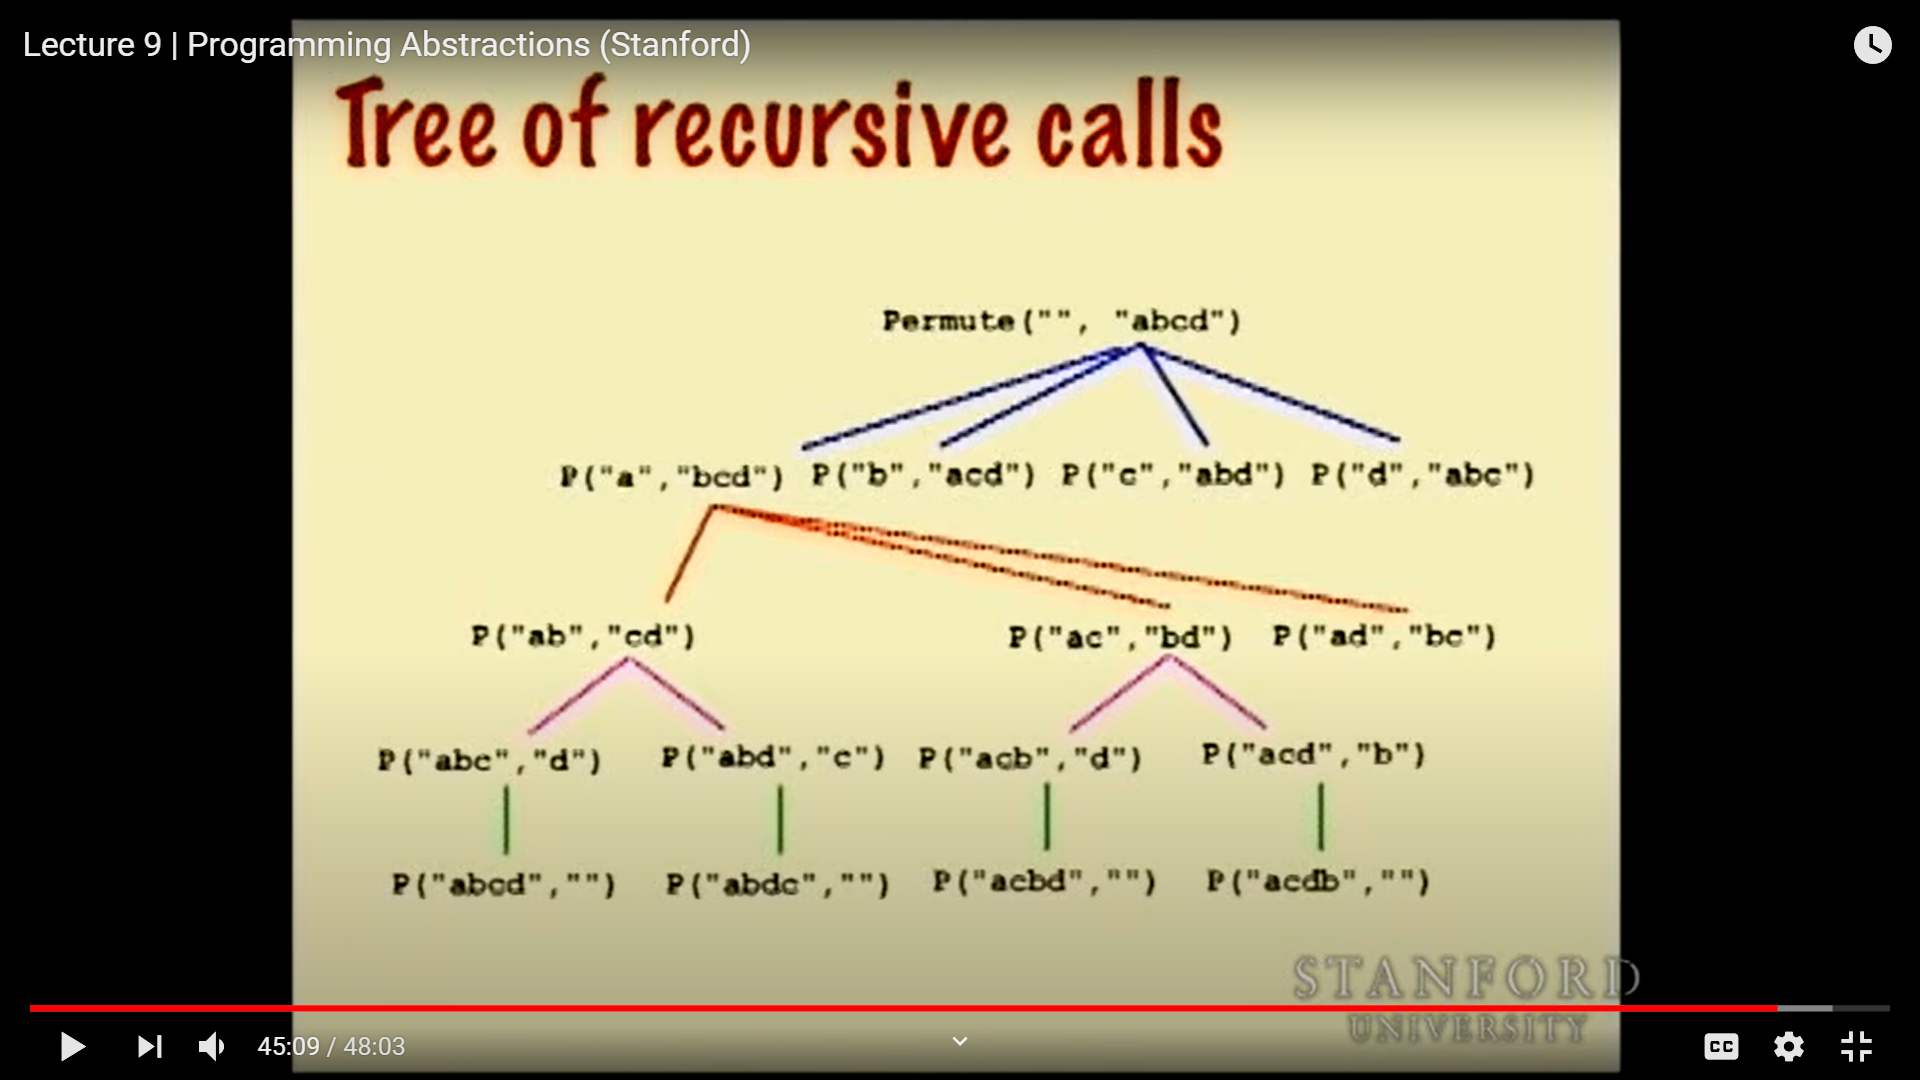 Lecture 9 | Programming Abstractions (Stanford)
Tree of recursive calls
Permute("", "abcd")
P("a","bcd") P("b","acd") P("c","abd") P("d","abc")
P("ab","cd") P("ac","bd") P("ad","bc")
P("abc","d") P("abd","c") P("acb","d") P("acd","b")
P("abcd","") P("abdc","") P("acbd","") P("acdb","")
STANFORD
UNIVERSITY
45:09 / 48:03
CC